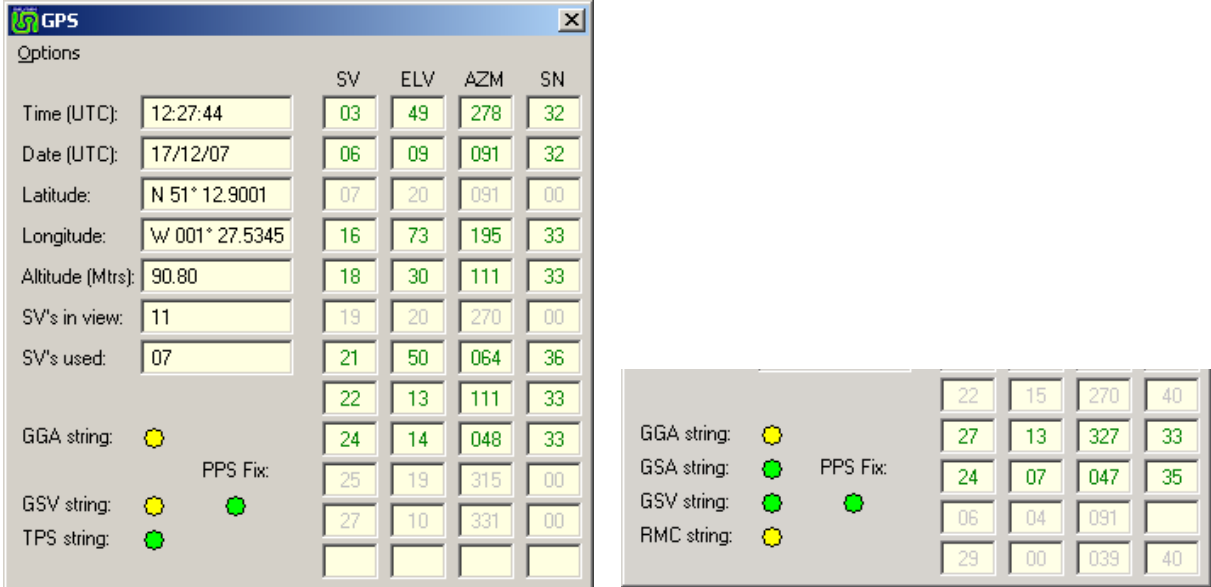 GPS
Options
SV ELV AZM SN
Time (UTC): 12:27:44 03 49 278 32
Date (UTC): 17/12/07 06 09 091 32
Latitude: N 51° 12.9001 07 20 091 00
Longitude: W 001° 27.5345 16 73 195 33
Altitude (Mtrs): 90.80 18 30 111 33
SV's in view: 11 19 20 270 00
SV's used: 07 21 50 064 36
22 13 111 33
GGA string: 24 14 048 33
PPS Fix: 25 19 315 00
GSV string:
27 10 331 00
TPS string:
22 15 270 40
GGA string: 27 13 327 33
GSA string: PPS Fix: 24 07 047 35
GSV string:
06 04 091
RMC string:
29 00 039 40